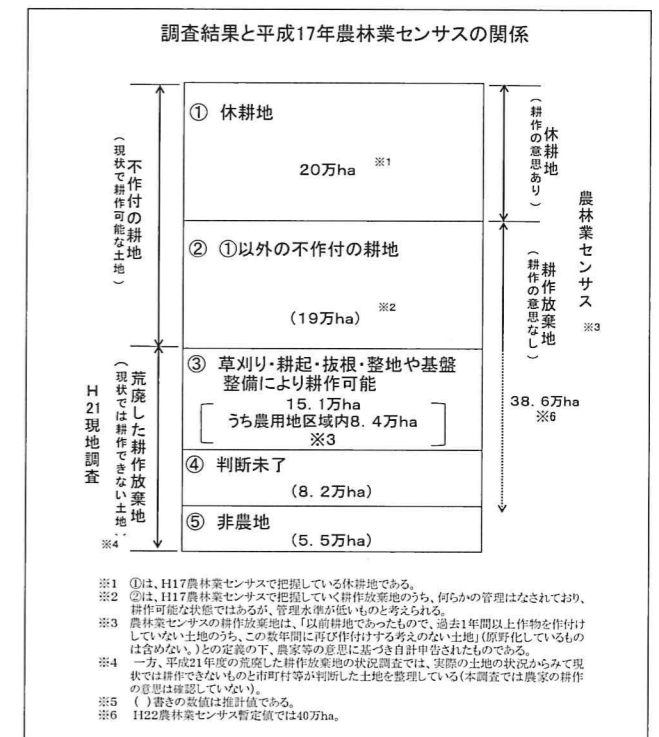 調査結果と平成17年農林業センサスの関係
不作付の耕地
（現状で耕作可能な土地）
① 休耕地
20万ha ※1
休耕地
（耕作の意思あり）
農林業センサス ※3
② ①以外の不作付の耕地
（19万ha） ※2
耕作放棄地
（耕作の意思なし）
38.6万ha
※6
H21現地調査
荒廃した耕作放棄地
（現状では耕作できない土地）
※4
③ 草刈り・耕起・抜根・整地や基盤
整備により耕作可能
15.1万ha
うち農用地区域内8.4万ha
※3
④ 判断未了
（8.2万ha）
⑤ 非農地
（5.5万ha）
※1 ①は、H17農林業センサスで把握している休耕地である。
※2 ②は、H17農林業センサスで把握していく耕作放棄地のうち、何らかの管理はなされており、
耕作可能な状態ではあるが、管理水準が低いものと考えられる。
※3 農林業センサスの耕作放棄地は、「以前耕地であったもので、過去1年間以上作物を作付け
していない土地のうち、この数年間に再び作付けする考えのない土地」（原野化しているもの
は含めない。）との定義の下、農家等の意思に基づき自計申告されたものである。
※4 一方、平成21年度の荒廃した耕作放棄地の状況調査では、実際の土地の状況からみて現
状では耕作できないものと市町村等が判断した土地を整理している（本調査では農家の耕作
の意思は確認していない）。
※5 （ ）書きの数値は推計値である。
※6 H22農林業センサス暫定値では40万ha。